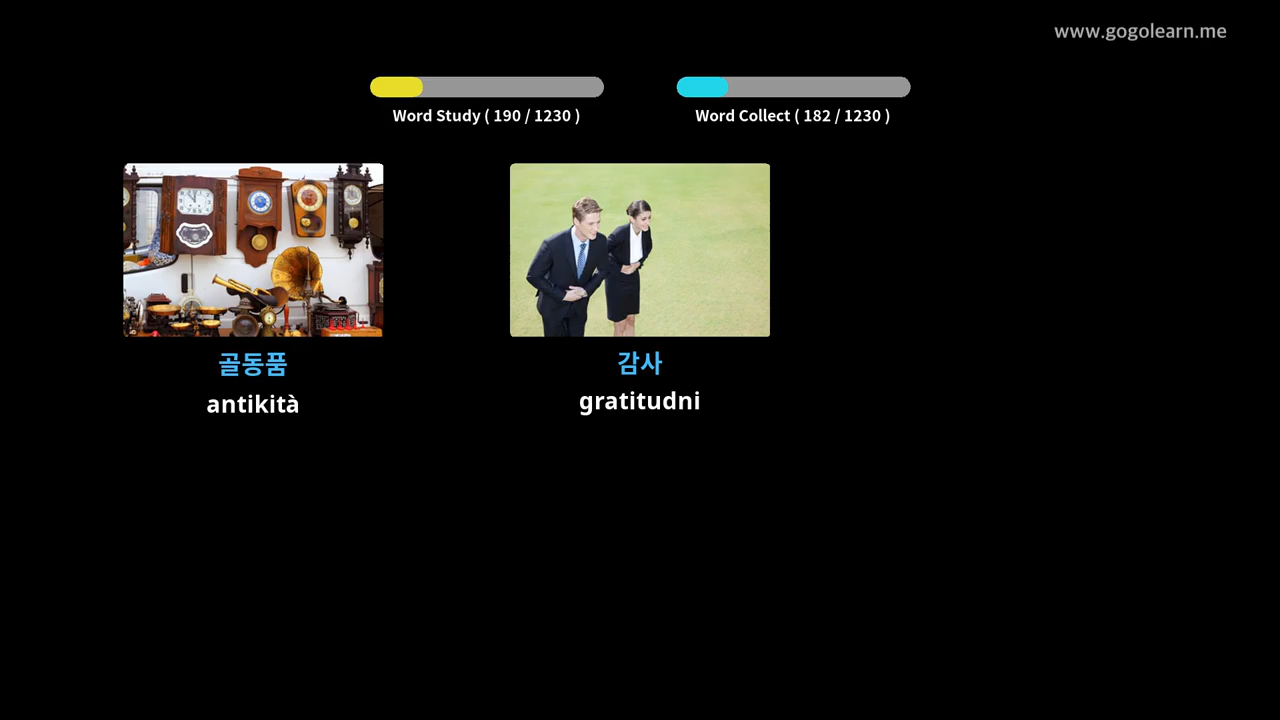 www.gogolearn.me
Word Study ( 190 / 1230 )
Word Collect ( 182 / 1230 )
골동품
antikità
감사
gratitudni